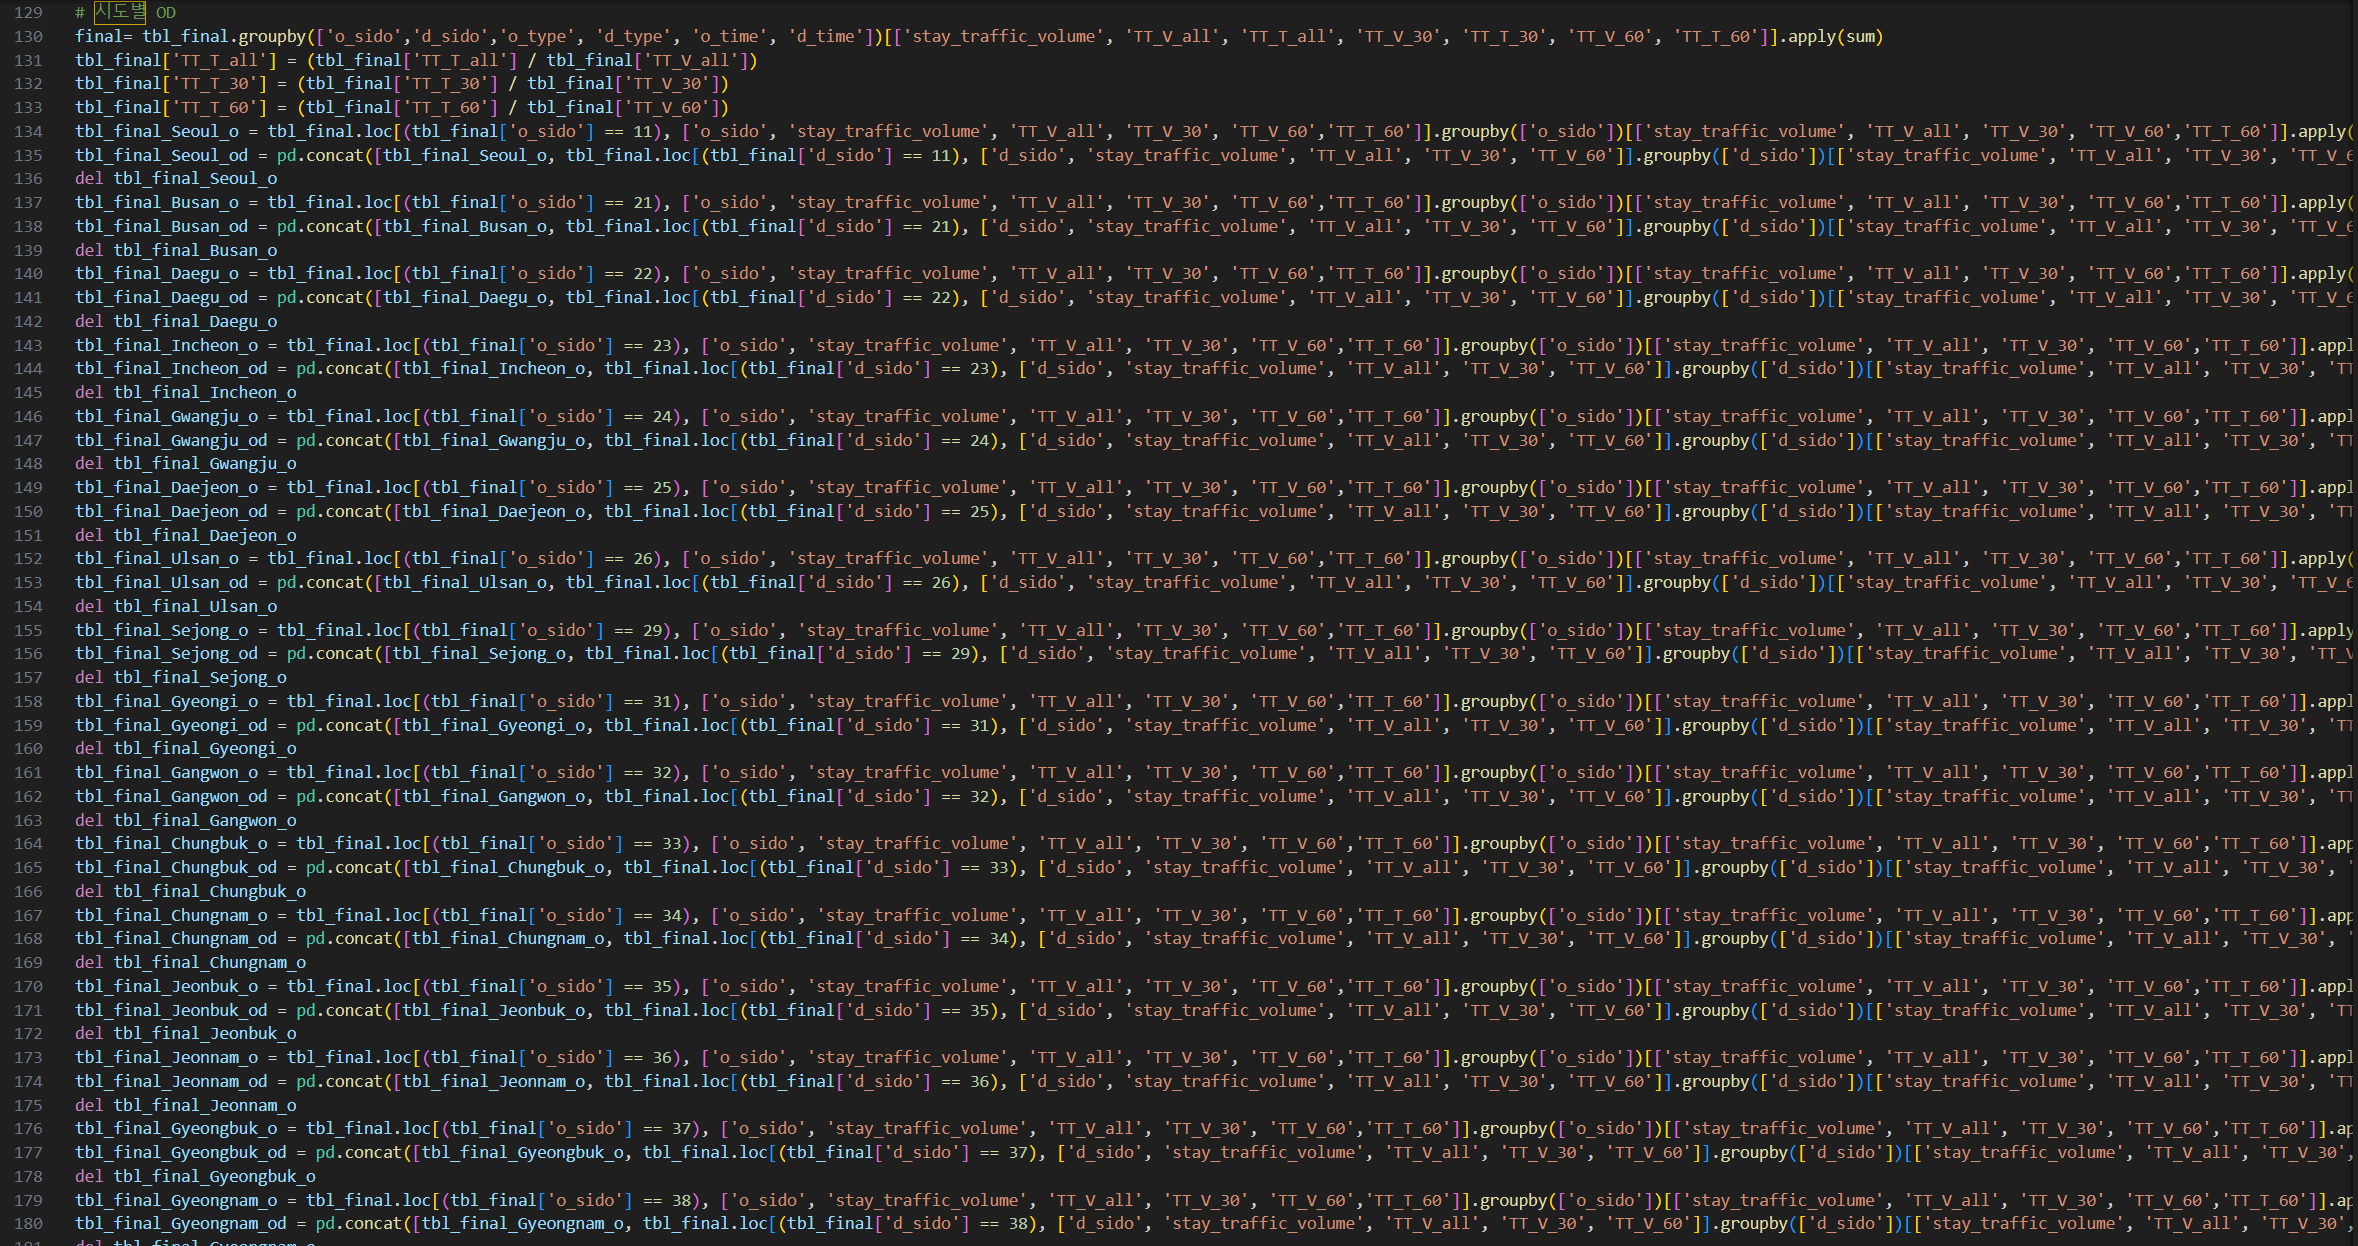 129 # 시도별 OD
130 final= tbl_final.groupby(['o_sido','d_sido','o_type', 'd_type', 'o_time', 'd_time'])[['stay_traffic_volume', 'TT_V_all', 'TT_T_all', 'TT_V_30', 'TT_T_30', 'TT_V_60', 'TT_T_60']].apply(sum)
131 tbl_final['TT_T_all'] = (tbl_final['TT_T_all'] / tbl_final['TT_V_all'])
132 tbl_final['TT_T_30'] = (tbl_final['TT_T_30'] / tbl_final['TT_V_30'])
133 tbl_final['TT_T_60'] = (tbl_final['TT_T_60'] / tbl_final['TT_V_60'])
134 tbl_final_Seoul_o = tbl_final.loc[(tbl_final['o_sido'] == 11), ['o_sido', 'stay_traffic_volume', 'TT_V_all', 'TT_V_30', 'TT_V_60','TT_T_60']].groupby(['o_sido'])[['stay_traffic_volume', 'TT_V_all', 'TT_V_30', 'TT_V_60','TT_T_60']].apply(
135 tbl_final_Seoul_od = pd.concat([tbl_final_Seoul_o, tbl_final.loc[(tbl_final['d_sido'] == 11), ['d_sido', 'stay_traffic_volume', 'TT_V_all', 'TT_V_30', 'TT_V_60']].groupby(['d_sido'])[['stay_traffic_volume', 'TT_V_all', 'TT_V_30', 'TT_V_6
136 del tbl_final_Seoul_o
137 tbl_final_Busan_o = tbl_final.loc[(tbl_final['o_sido'] == 21), ['o_sido', 'stay_traffic_volume', 'TT_V_all', 'TT_V_30', 'TT_V_60','TT_T_60']].groupby(['o_sido'])[['stay_traffic_volume', 'TT_V_all', 'TT_V_30', 'TT_V_60','TT_T_60']].apply(
138 tbl_final_Busan_od = pd.concat([tbl_final_Busan_o, tbl_final.loc[(tbl_final['d_sido'] == 21), ['d_sido', 'stay_traffic_volume', 'TT_V_all', 'TT_V_30', 'TT_V_60']].groupby(['d_sido'])[['stay_traffic_volume', 'TT_V_all', 'TT_V_30', 'TT_V_6
139 del tbl_final_Busan_o
140 tbl_final_Daegu_o = tbl_final.loc[(tbl_final['o_sido'] == 22), ['o_sido', 'stay_traffic_volume', 'TT_V_all', 'TT_V_30', 'TT_V_60','TT_T_60']].groupby(['o_sido'])[['stay_traffic_volume', 'TT_V_all', 'TT_V_30', 'TT_V_60','TT_T_60']].apply(
141 tbl_final_Daegu_od = pd.concat([tbl_final_Daegu_o, tbl_final.loc[(tbl_final['d_sido'] == 22), ['d_sido', 'stay_traffic_volume', 'TT_V_all', 'TT_V_30', 'TT_V_60']].groupby(['d_sido'])[['stay_traffic_volume', 'TT_V_all', 'TT_V_30', 'TT_V_6
142 del tbl_final_Daegu_o
143 tbl_final_Incheon_o = tbl_final.loc[(tbl_final['o_sido'] == 23), ['o_sido', 'stay_traffic_volume', 'TT_V_all', 'TT_V_30', 'TT_V_60','TT_T_60']].groupby(['o_sido'])[['stay_traffic_volume', 'TT_V_all', 'TT_V_30', 'TT_V_60','TT_T_60']].appl
144 tbl_final_Incheon_od = pd.concat([tbl_final_Incheon_o, tbl_final.loc[(tbl_final['d_sido'] == 23), ['d_sido', 'stay_traffic_volume', 'TT_V_all', 'TT_V_30', 'TT_V_60']].groupby(['d_sido'])[['stay_traffic_volume', 'TT_V_all', 'TT_V_30', 'TT
145 del tbl_final_Incheon_o
146 tbl_final_Gwangju_o = tbl_final.loc[(tbl_final['o_sido'] == 24), ['o_sido', 'stay_traffic_volume', 'TT_V_all', 'TT_V_30', 'TT_V_60','TT_T_60']].groupby(['o_sido'])[['stay_traffic_volume', 'TT_V_all', 'TT_V_30', 'TT_V_60','TT_T_60']].appl
147 tbl_final_Gwangju_od = pd.concat([tbl_final_Gwangju_o, tbl_final.loc[(tbl_final['d_sido'] == 24), ['d_sido', 'stay_traffic_volume', 'TT_V_all', 'TT_V_30', 'TT_V_60']].groupby(['d_sido'])[['stay_traffic_volume', 'TT_V_all', 'TT_V_30', 'TT
148 del tbl_final_Gwangju_o
149 tbl_final_Daejeon_o = tbl_final.loc[(tbl_final['o_sido'] == 25), ['o_sido', 'stay_traffic_volume', 'TT_V_all', 'TT_V_30', 'TT_V_60','TT_T_60']].groupby(['o_sido'])[['stay_traffic_volume', 'TT_V_all', 'TT_V_30', 'TT_V_60','TT_T_60']].appl
150 tbl_final_Daejeon_od = pd.concat([tbl_final_Daejeon_o, tbl_final.loc[(tbl_final['d_sido'] == 25), ['d_sido', 'stay_traffic_volume', 'TT_V_all', 'TT_V_30', 'TT_V_60']].groupby(['d_sido'])[['stay_traffic_volume', 'TT_V_all', 'TT_V_30', 'TT
151 del tbl_final_Daejeon_o
152 tbl_final_Ulsan_o = tbl_final.loc[(tbl_final['o_sido'] == 26), ['o_sido', 'stay_traffic_volume', 'TT_V_all', 'TT_V_30', 'TT_V_60','TT_T_60']].groupby(['o_sido'])[['stay_traffic_volume', 'TT_V_all', 'TT_V_30', 'TT_V_60','TT_T_60']].apply(
153 tbl_final_Ulsan_od = pd.concat([tbl_final_Ulsan_o, tbl_final.loc[(tbl_final['d_sido'] == 26), ['d_sido', 'stay_traffic_volume', 'TT_V_all', 'TT_V_30', 'TT_V_60']].groupby(['d_sido'])[['stay_traffic_volume', 'TT_V_all', 'TT_V_30', 'TT_V_6
154 del tbl_final_Ulsan_o
155 tbl_final_Sejong_o = tbl_final.loc[(tbl_final['o_sido'] == 29), ['o_sido', 'stay_traffic_volume', 'TT_V_all', 'TT_V_30', 'TT_V_60','TT_T_60']].groupby(['o_sido'])[['stay_traffic_volume', 'TT_V_all', 'TT_V_30', 'TT_V_60','TT_T_60']].apply
156 tbl_final_Sejong_od = pd.concat([tbl_final_Sejong_o, tbl_final.loc[(tbl_final['d_sido'] == 29), ['d_sido', 'stay_traffic_volume', 'TT_V_all', 'TT_V_30', 'TT_V_60']].groupby(['d_sido'])[['stay_traffic_volume', 'TT_V_all', 'TT_V_30', 'TT_V
157 del tbl_final_Sejong_o
158 tbl_final_Gyeongi_o = tbl_final.loc[(tbl_final['o_sido'] == 31), ['o_sido', 'stay_traffic_volume', 'TT_V_all', 'TT_V_30', 'TT_V_60','TT_T_60']].groupby(['o_sido'])[['stay_traffic_volume', 'TT_V_all', 'TT_V_30', 'TT_V_60','TT_T_60']].appl
159 tbl_final_Gyeongi_od = pd.concat([tbl_final_Gyeongi_o, tbl_final.loc[(tbl_final['d_sido'] == 31), ['d_sido', 'stay_traffic_volume', 'TT_V_all', 'TT_V_30', 'TT_V_60']].groupby(['d_sido'])[['stay_traffic_volume', 'TT_V_all', 'TT_V_30', 'TT
160 del tbl_final_Gyeongi_o
161 tbl_final_Gangwon_o = tbl_final.loc[(tbl_final['o_sido'] == 32), ['o_sido', 'stay_traffic_volume', 'TT_V_all', 'TT_V_30', 'TT_V_60','TT_T_60']].groupby(['o_sido'])[['stay_traffic_volume', 'TT_V_all', 'TT_V_30', 'TT_V_60','TT_T_60']].appl
162 tbl_final_Gangwon_od = pd.concat([tbl_final_Gangwon_o, tbl_final.loc[(tbl_final['d_sido'] == 32), ['d_sido', 'stay_traffic_volume', 'TT_V_all', 'TT_V_30', 'TT_V_60']].groupby(['d_sido'])[['stay_traffic_volume', 'TT_V_all', 'TT_V_30', 'TT
163 del tbl_final_Gangwon_o
164 tbl_final_Chungbuk_o = tbl_final.loc[(tbl_final['o_sido'] == 33), ['o_sido', 'stay_traffic_volume', 'TT_V_all', 'TT_V_30', 'TT_V_60','TT_T_60']].groupby(['o_sido'])[['stay_traffic_volume', 'TT_V_all', 'TT_V_30', 'TT_V_60','TT_T_60']].app
165 tbl_final_Chungbuk_od = pd.concat([tbl_final_Chungbuk_o, tbl_final.loc[(tbl_final['d_sido'] == 33), ['d_sido', 'stay_traffic_volume', 'TT_V_all', 'TT_V_30', 'TT_V_60']].groupby(['d_sido'])[['stay_traffic_volume', 'TT_V_all', 'TT_V_30', '
166 del tbl_final_Chungbuk_o
167 tbl_final_Chungnam_o = tbl_final.loc[(tbl_final['o_sido'] == 34), ['o_sido', 'stay_traffic_volume', 'TT_V_all', 'TT_V_30', 'TT_V_60','TT_T_60']].groupby(['o_sido'])[['stay_traffic_volume', 'TT_V_all', 'TT_V_30', 'TT_V_60','TT_T_60']].app
168 tbl_final_Chungnam_od = pd.concat([tbl_final_Chungnam_o, tbl_final.loc[(tbl_final['d_sido'] == 34), ['d_sido', 'stay_traffic_volume', 'TT_V_all', 'TT_V_30', 'TT_V_60']].groupby(['d_sido'])[['stay_traffic_volume', 'TT_V_all', 'TT_V_30', '
169 del tbl_final_Chungnam_o
170 tbl_final_Jeonbuk_o = tbl_final.loc[(tbl_final['o_sido'] == 35), ['o_sido', 'stay_traffic_volume', 'TT_V_all', 'TT_V_30', 'TT_V_60','TT_T_60']].groupby(['o_sido'])[['stay_traffic_volume', 'TT_V_all', 'TT_V_30', 'TT_V_60','TT_T_60']].appl
171 tbl_final_Jeonbuk_od = pd.concat([tbl_final_Jeonbuk_o, tbl_final.loc[(tbl_final['d_sido'] == 35), ['d_sido', 'stay_traffic_volume', 'TT_V_all', 'TT_V_30', 'TT_V_60']].groupby(['d_sido'])[['stay_traffic_volume', 'TT_V_all', 'TT_V_30', 'TT
172 del tbl_final_Jeonbuk_o
173 tbl_final_Jeonnam_o = tbl_final.loc[(tbl_final['o_sido'] == 36), ['o_sido', 'stay_traffic_volume', 'TT_V_all', 'TT_V_30', 'TT_V_60','TT_T_60']].groupby(['o_sido'])[['stay_traffic_volume', 'TT_V_all', 'TT_V_30', 'TT_V_60','TT_T_60']].appl
174 tbl_final_Jeonnam_od = pd.concat([tbl_final_Jeonnam_o, tbl_final.loc[(tbl_final['d_sido'] == 36), ['d_sido', 'stay_traffic_volume', 'TT_V_all', 'TT_V_30', 'TT_V_60']].groupby(['d_sido'])[['stay_traffic_volume', 'TT_V_all', 'TT_V_30', 'TT
175 del tbl_final_Jeonnam_o
176 tbl_final_Gyeongbuk_o = tbl_final.loc[(tbl_final['o_sido'] == 37), ['o_sido', 'stay_traffic_volume', 'TT_V_all', 'TT_V_30', 'TT_V_60','TT_T_60']].groupby(['o_sido'])[['stay_traffic_volume', 'TT_V_all', 'TT_V_30', 'TT_V_60','TT_T_60']].ap
177 tbl_final_Gyeongbuk_od = pd.concat([tbl_final_Gyeongbuk_o, tbl_final.loc[(tbl_final['d_sido'] == 37), ['d_sido', 'stay_traffic_volume', 'TT_V_all', 'TT_V_30', 'TT_V_60']].groupby(['d_sido'])[['stay_traffic_volume', 'TT_V_all', 'TT_V_30',
178 del tbl_final_Gyeongbuk_o
179 tbl_final_Gyeongnam_o = tbl_final.loc[(tbl_final['o_sido'] == 38), ['o_sido', 'stay_traffic_volume', 'TT_V_all', 'TT_V_30', 'TT_V_60','TT_T_60']].groupby(['o_sido'])[['stay_traffic_volume', 'TT_V_all', 'TT_V_30', 'TT_V_60','TT_T_60']].ap
180 tbl_final_Gyeongnam_od = pd.concat([tbl_final_Gyeongnam_o, tbl_final.loc[(tbl_final['d_sido'] == 38), ['d_sido', 'stay_traffic_volume', 'TT_V_all', 'TT_V_30', 'TT_V_60']].groupby(['d_sido'])[['stay_traffic_volume', 'TT_V_all', 'TT_V_30',